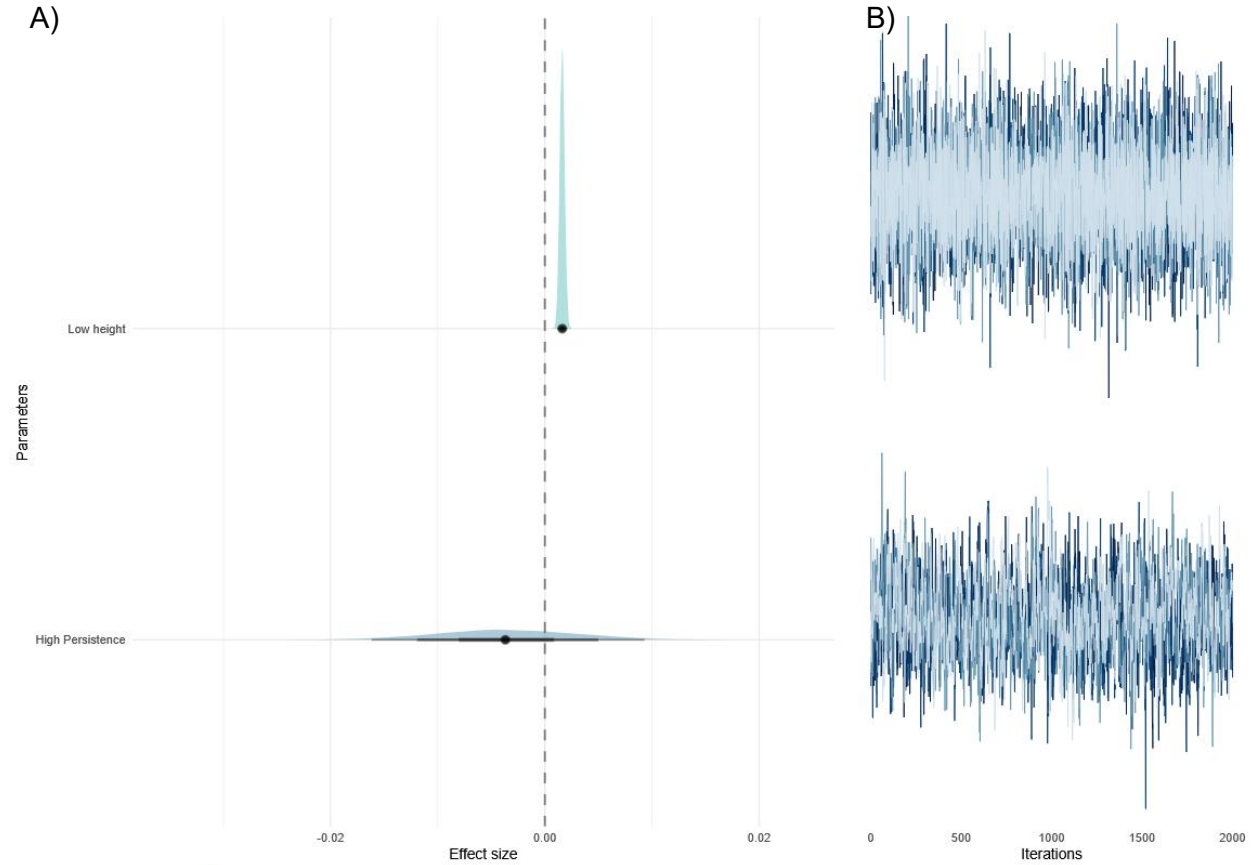 A)
B)
Low height
Parameters
High Persistence
-0.02 0.00 0.02
Effect size
0 500 1000 1500 2000
Iterations